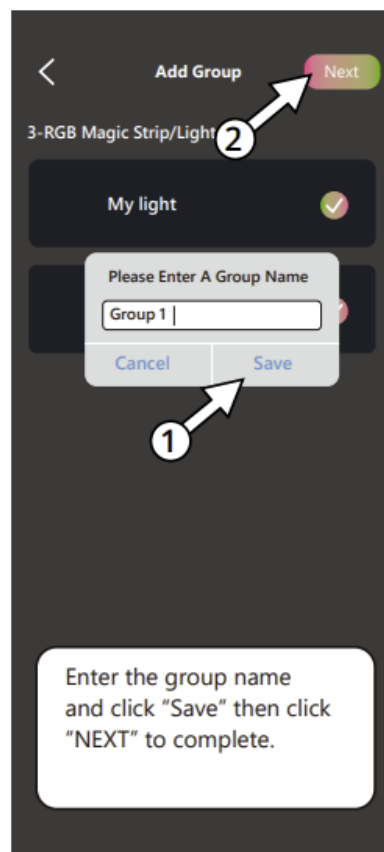 Add Group
Next
2
3-RGB Magic Strip/Light
My light
Please Enter A Group Name
Group 1
Cancel
Save
1
Enter the group name
and click "Save" then click
"NEXT" to complete.